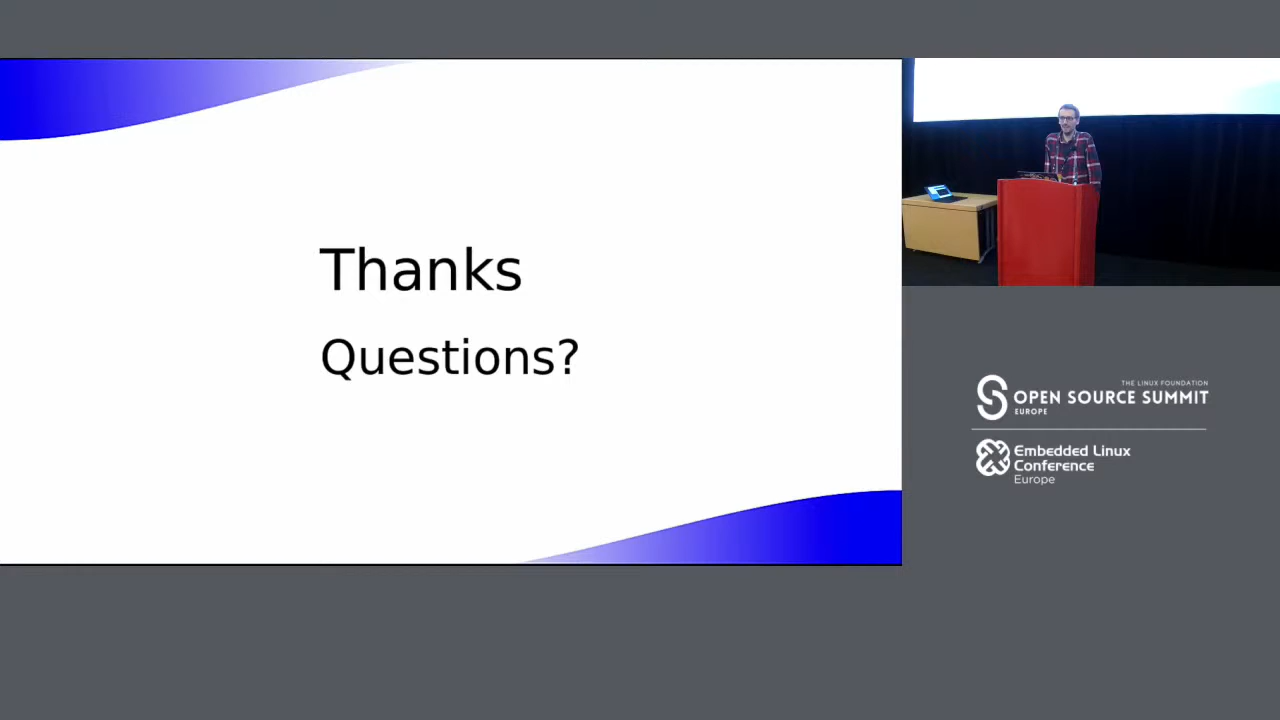 Thanks
Questions?
THE LINUX FOUNDATION
OPEN SOURCE SUMMIT
EUROPE
Embedded Linux
Conference
Europe